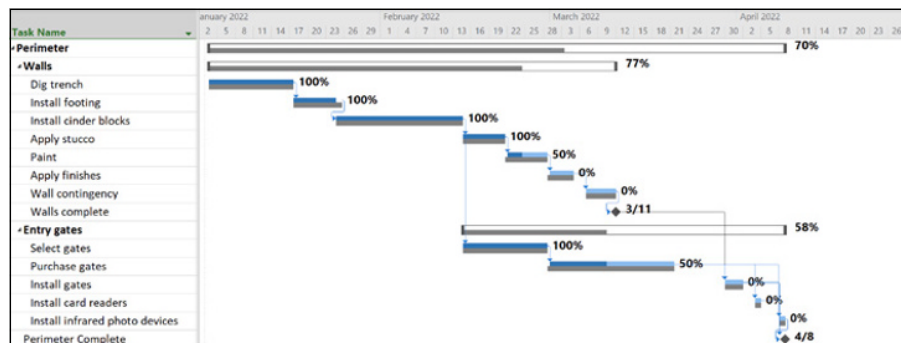 anuary 2022 February 2022 March 2022 April 2022
Task Name 2 5 8 11 14 17 20 23 26 29 1 4 7 10 13 16 19 22 25 28 3 6 9 12 15 18 21 24 27 30 2 5 8 11 14 17 20 23 26
Perimeter 70%
Walls 77%
Dig trench 100%
Install footing 100%
Install cinder blocks 100%
Apply stucco 100%
Paint 50%
Apply finishes 0%
Wall contingency 0%
Walls complete 3/11
Entry gates 58%
Select gates 100%
Purchase gates 50%
Install gates 0%
Install card readers 0%
Install infrared photo devices 0%
Perimeter Complete 4/8